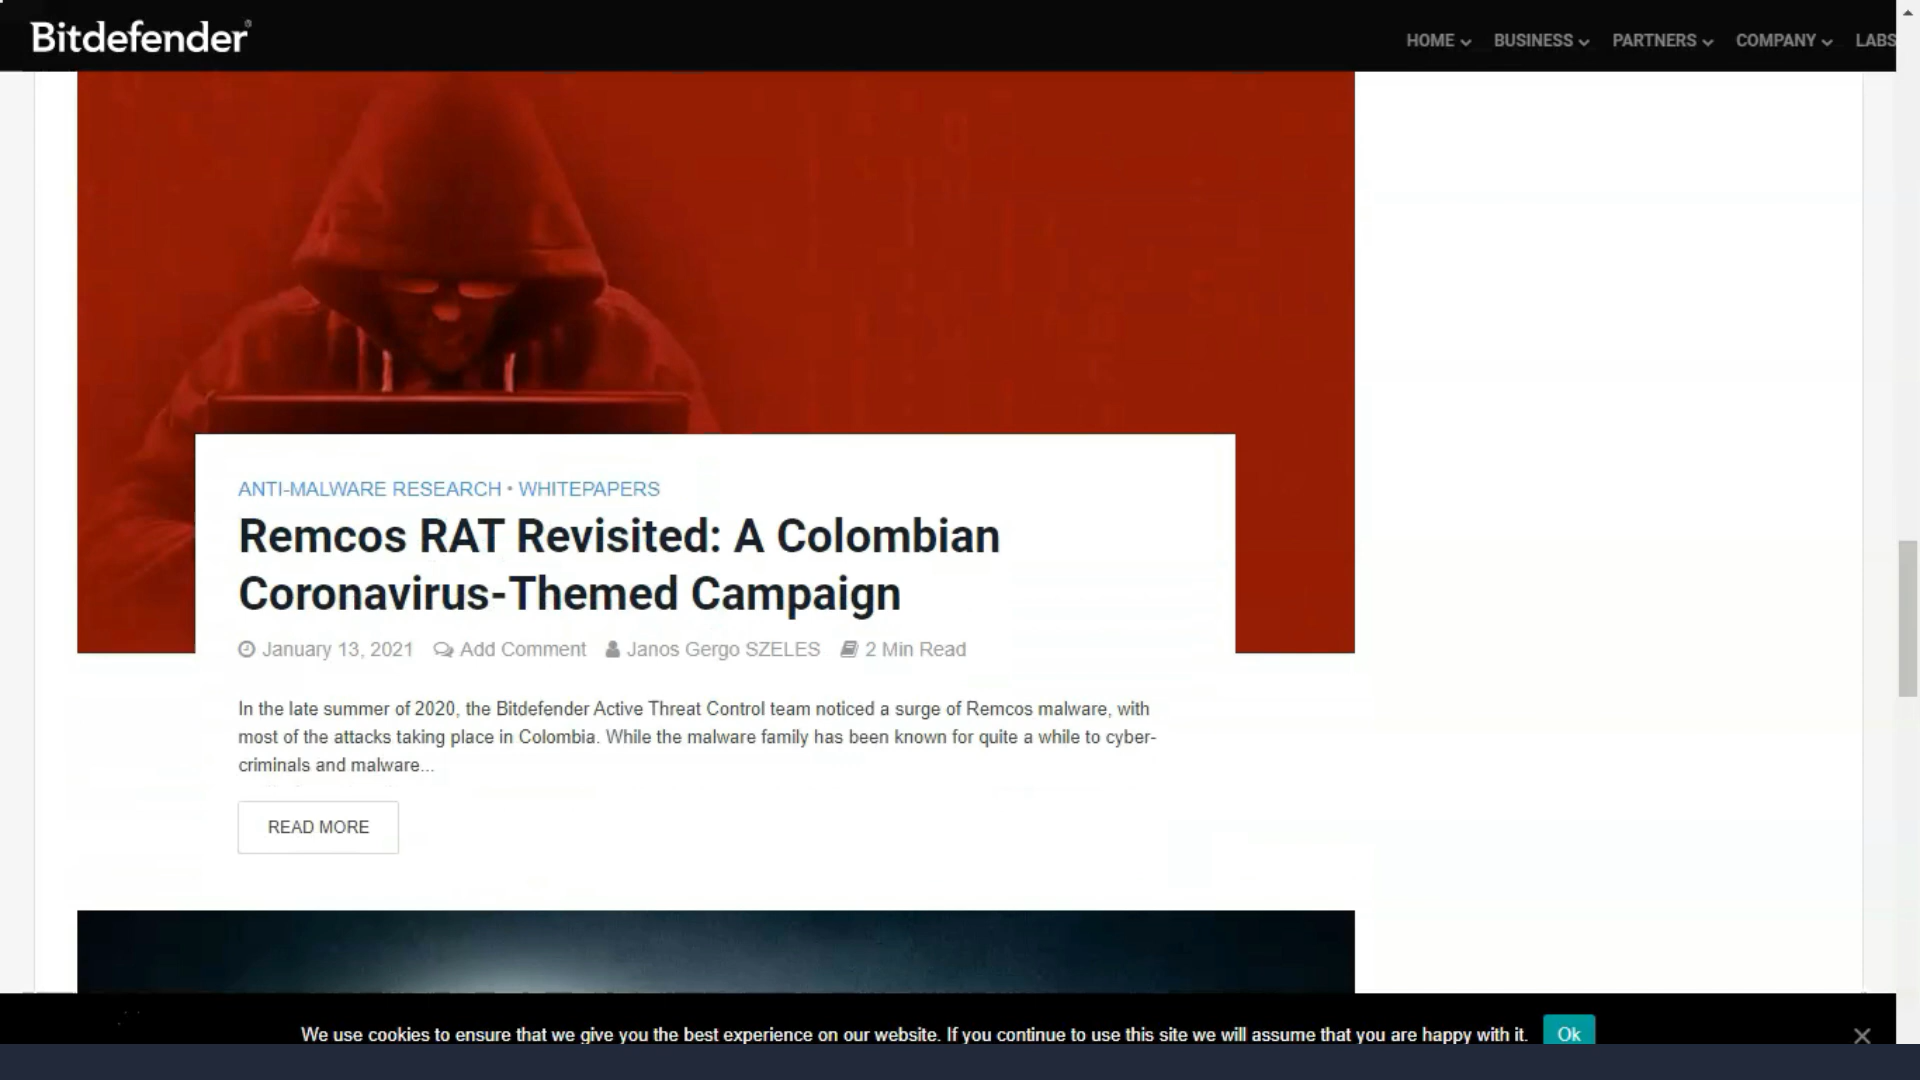 Bitdefender
HOME BUSINESS PARTNERS COMPANY LABS
ANTI-MALWARE RESEARCH • WHITEPAPERS
Remcos RAT Revisited: A Colombian
Coronavirus-Themed Campaign
January 13, 2021 Add Comment Janos Gergo SZELES 2 Min Read
In the late summer of 2020, the Bitdefender Active Threat Control team noticed a surge of Remcos malware, with
most of the attacks taking place in Colombia. While the malware family has been known for quite a while to cyber-
criminals and malware...
READ MORE
We use cookies to ensure that we give you the best experience on our website. If you continue to use this site we will assume that you are happy with it. Ok